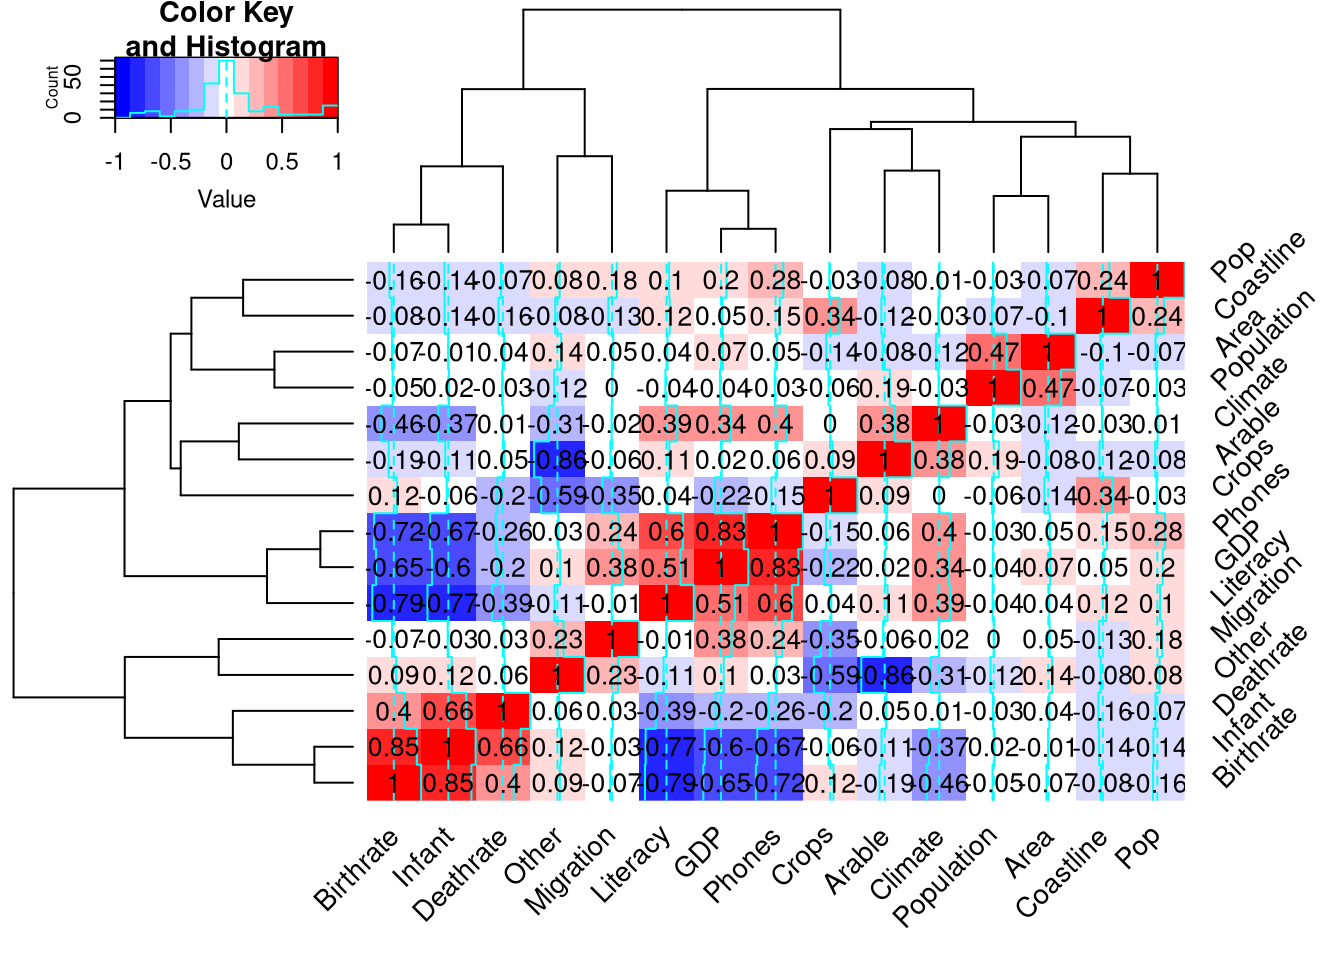 Color Key
and Histogram
Count
0 50
-1 -0.5 0 0.5 1
Value
-0.16 -0.14 -0.07 0.08 0.18 0.1 0.2 0.28 -0.03 -0.08 0.01 -0.03 -0.07 0.24 1 Pop
-0.08 -0.14 -0.16 -0.08 -0.13 0.12 0.05 0.15 0.34 -0.12 -0.03 -0.07 -0.1 1 0.24 Coastline
-0.07 -0.01 0.04 0.14 0.05 0.04 0.07 0.05 -0.14 -0.08 -0.12 0.47 1 -0.1 -0.07 Area
-0.05 0.02 -0.03 -0.12 0 -0.04 -0.04 -0.03 -0.06 0.19 -0.03 1 0.47 -0.07 -0.03 Population
-0.46 -0.37 0.01 -0.31 -0.02 0.39 0.34 0.4 0 0.38 1 -0.03 -0.12 -0.03 0.01 Climate
-0.19 -0.11 0.05 -0.86 -0.06 0.11 0.02 0.06 0.09 1 0.38 0.19 -0.08 -0.12 -0.08 Arable
0.12 -0.06 -0.2 -0.59 -0.35 0.04 -0.22 -0.15 1 0.09 0 -0.06 -0.14 0.34 -0.03 Crops
-0.72 -0.67 -0.26 0.03 0.24 0.6 0.83 1 -0.15 0.06 0.4 -0.03 0.05 0.15 0.28 Phones
-0.65 -0.6 -0.2 0.1 0.38 0.51 1 0.83 -0.22 0.02 0.34 -0.04 0.07 0.05 0.2 GDP
-0.79 -0.77 -0.39 -0.11 -0.01 1 0.51 0.6 0.04 0.11 0.39 -0.04 0.04 0.12 0.1 Literacy
-0.07 -0.03 0.03 0.23 1 -0.01 0.38 0.24 -0.35 -0.06 -0.02 0 0.05 -0.13 0.18 Migration
0.09 0.12 0.06 1 0.23 -0.11 0.1 0.03 -0.59 -0.86 -0.31 -0.12 0.14 -0.08 0.08 Other
0.4 0.66 1 0.06 0.03 -0.39 -0.2 -0.26 -0.2 0.05 0.01 -0.03 0.04 -0.16 -0.07 Deathrate
0.85 1 0.66 0.12 -0.03 -0.77 -0.6 -0.67 -0.06 -0.11 -0.37 0.02 -0.01 -0.14 -0.14 Infant
1 0.85 0.4 0.09 -0.07 -0.79 -0.65 -0.72 0.12 -0.19 -0.46 -0.05 -0.07 -0.08 -0.16 Birthrate
Birthrate Infant Deathrate Other Migration Literacy GDP Phones Crops Arable Climate Population Area Coastline Pop